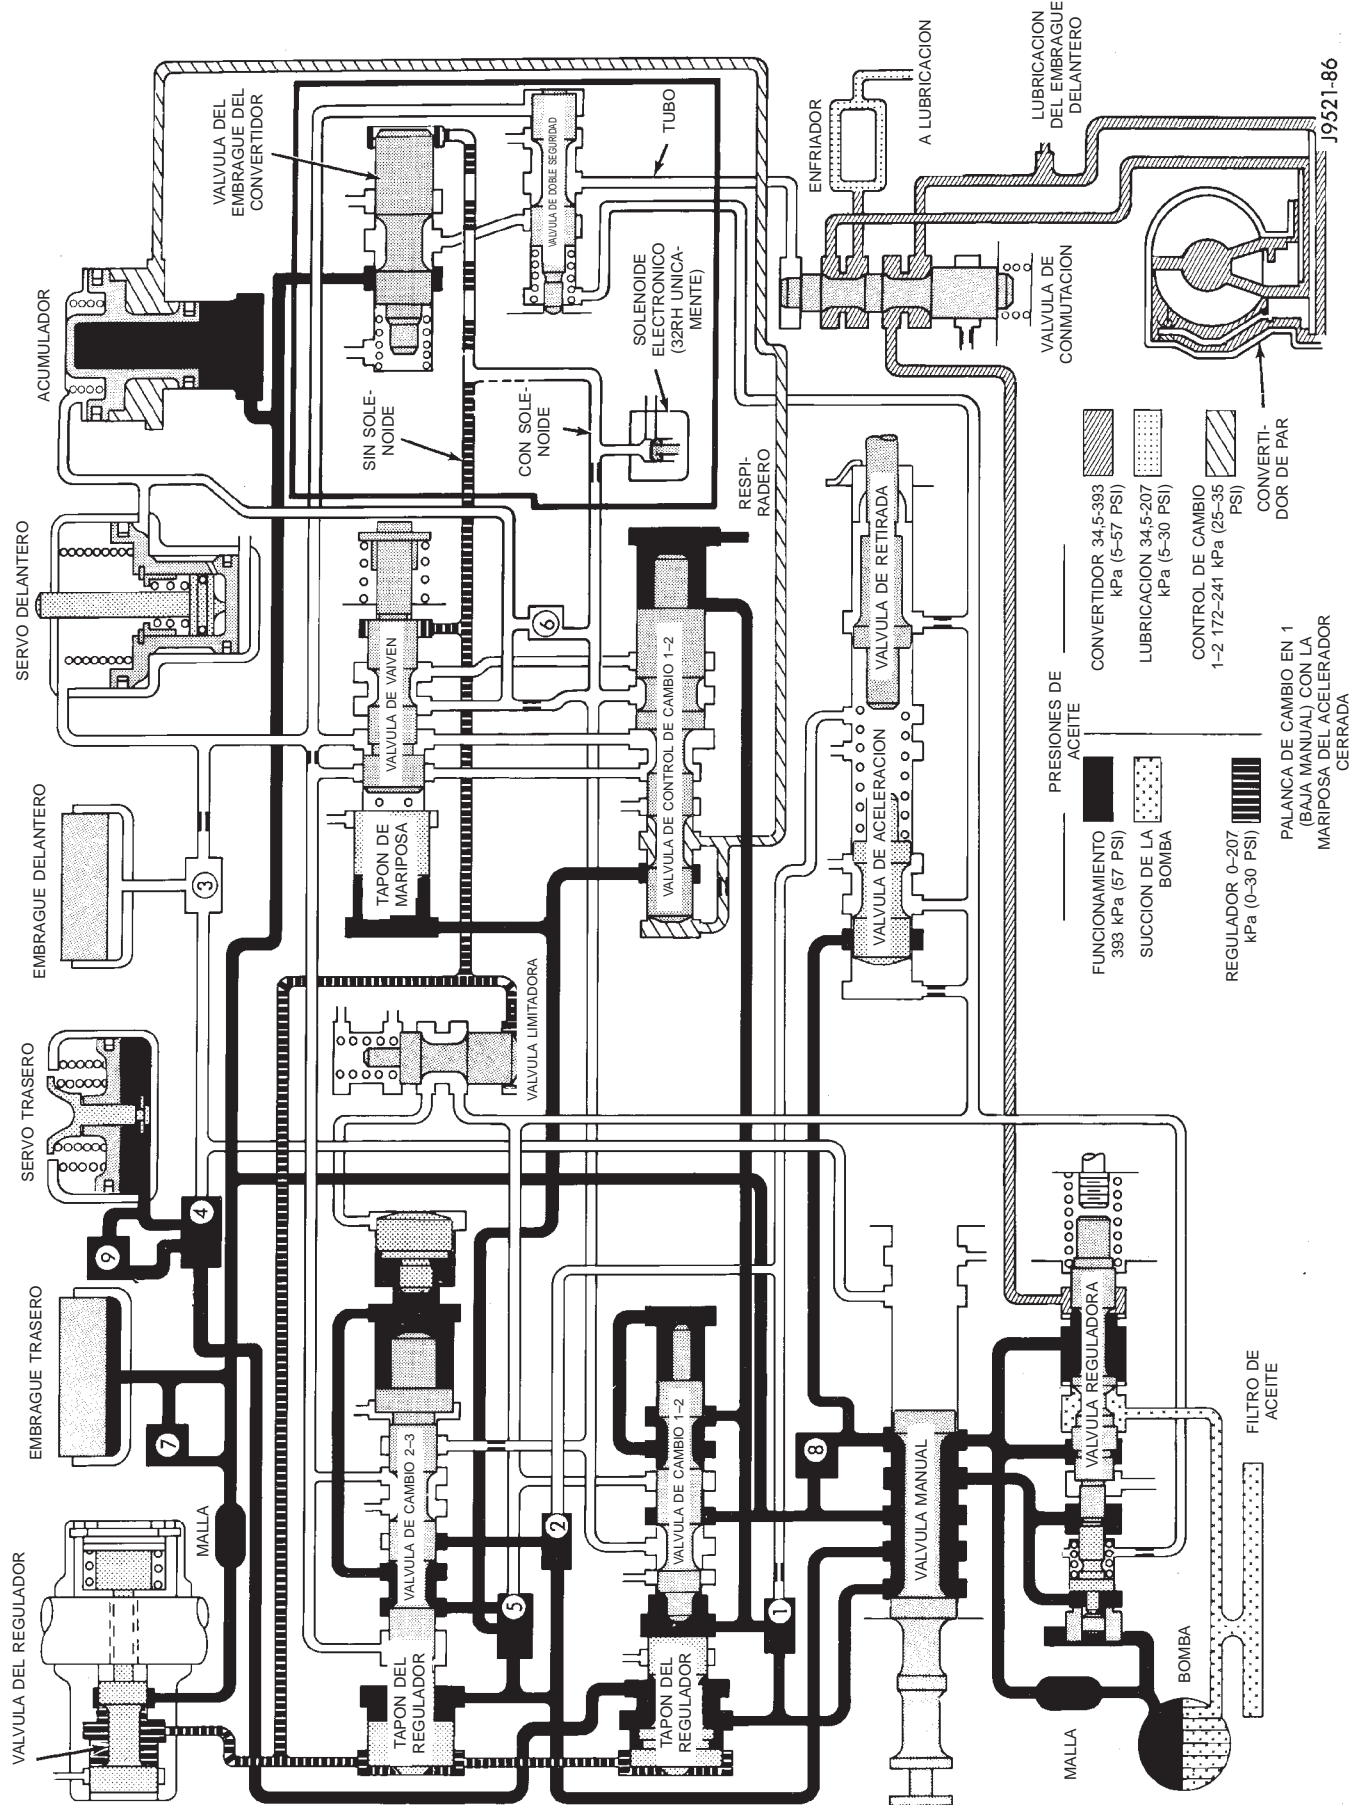 VALVULA DEL REGULADOR
EMBRAGUE TRASERO
SERVO TRASERO
EMBRAGUE DELANTERO
SERVO DELANTERO
ACUMULADOR
VALVULA DEL
EMBRAGUE DEL
CONVERTIDOR
MALLA
7
9
4
3
SIN SOLE-
NOIDE
CON SOLE-
NOIDE
VALVULA DE DOBLE SEGURIDAD
TUBO
SOLENOIDE
ELECTRONICO
(32RH UNICA-
MENTE)
RESPI-
RADERO
TAPON DEL
REGULADOR
VALVULA DE CAMBIO 2–3
VALVULA LIMITADORA
TAPON DE
MARIPOSA
VALVULA DE VAIVEN
5
2
6
TAPON DEL
REGULADOR
VALVULA DE CAMBIO 1–2
VALVULA DE CONTROL DE CAMBIO 1–2
1
8
VALVULA MANUAL
VALVULA DE ACELERACION
VALVULA DE RETIRADA
ENFRIADOR
A LUBRICACION
LUBRICACION
DEL EMBRAGUE
DELANTERO
VALVULA DE
CONMUTACION
CONVERTI-
DOR DE PAR
MALLA
BOMBA
VALVULA REGULADORA
FILTRO DE
ACEITE
PRESIONES DE
ACEITE
FUNCIONAMIENTO
393 kPa (57 PSI)
SUCCION DE LA
BOMBA
REGULADOR 0–207
kPa (0–30 PSI)
CONVERTIDOR 34,5-393
kPa (5–57 PSI)
LUBRICACION 34,5-207
kPa (5–30 PSI)
CONTROL DE CAMBIO
1–2 172–241 kPa (25–35
PSI)
PALANCA DE CAMBIO EN 1
(BAJA MANUAL) CON LA
MARIPOSA DEL ACELERADOR
CERRADA
J9521-86